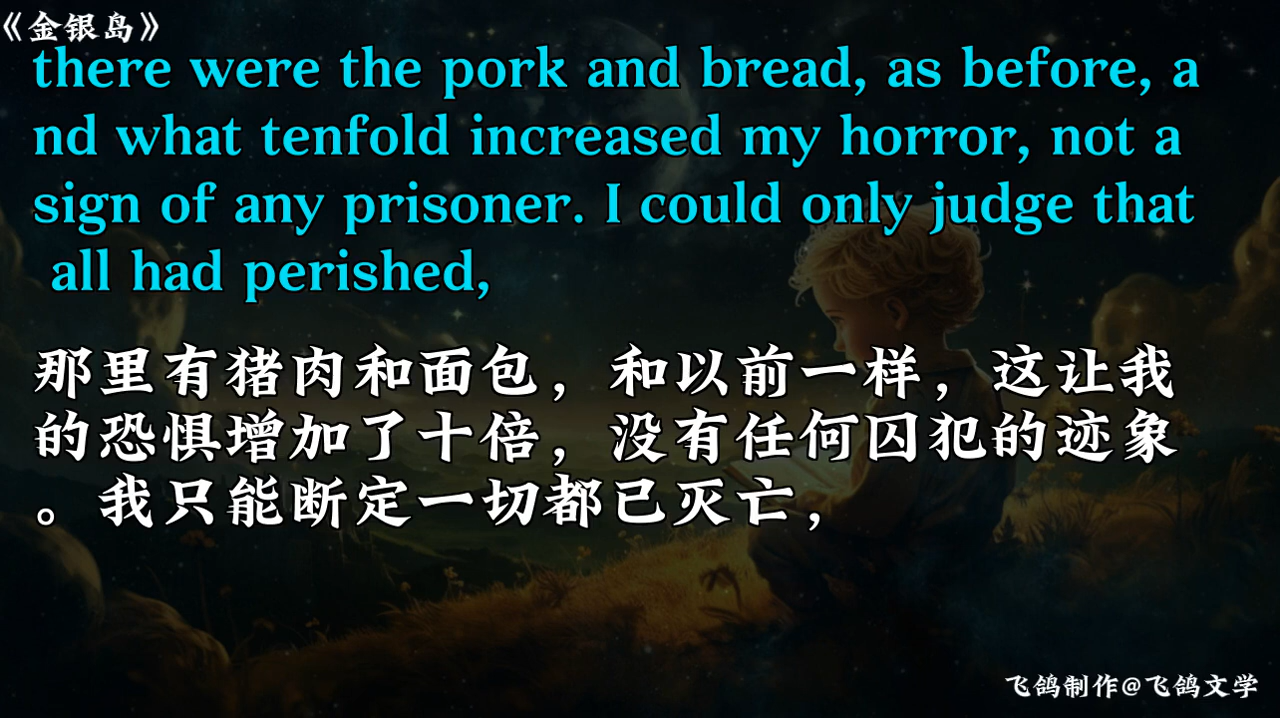 《金银岛》
there were the pork and bread, as before, a
nd what tenfold increased my horror, not a
sign of any prisoner. I could only judge that
all had perished,
那里有猪肉和面包，和以前一样，这让我
的恐惧增加了十倍，没有任何囚犯的迹象
。我只能断定一切都已灭亡，
飞鸽制作@飞鸽文学